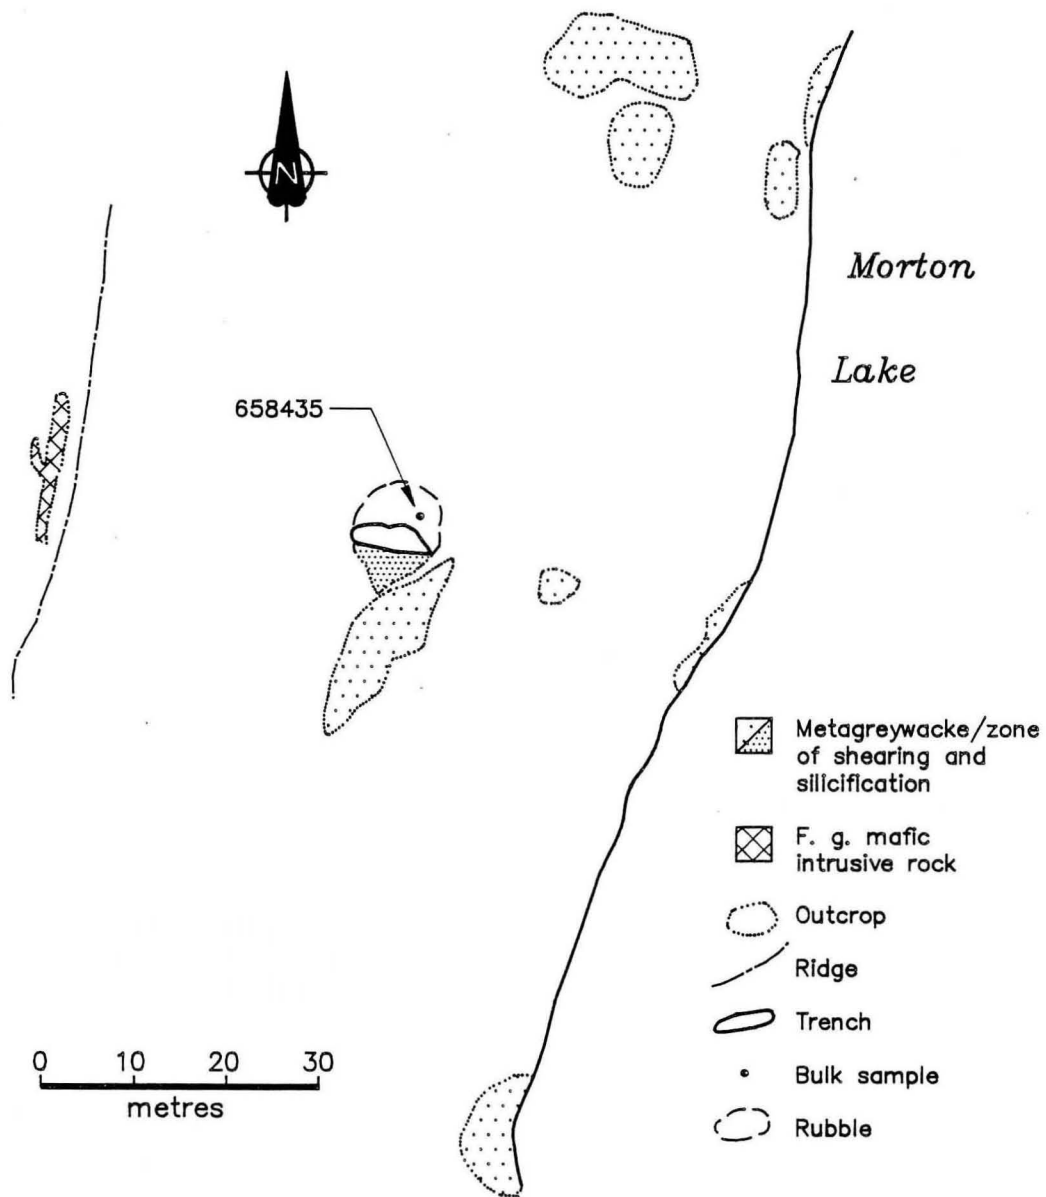 N
Morton
Lake
658435
Metagreywacke/zone
of shearing and
silicification
F. g. mafic
intrusive rock
Outcrop
Ridge
Trench
Bulk sample
Rubble
0 10 20 30
metres